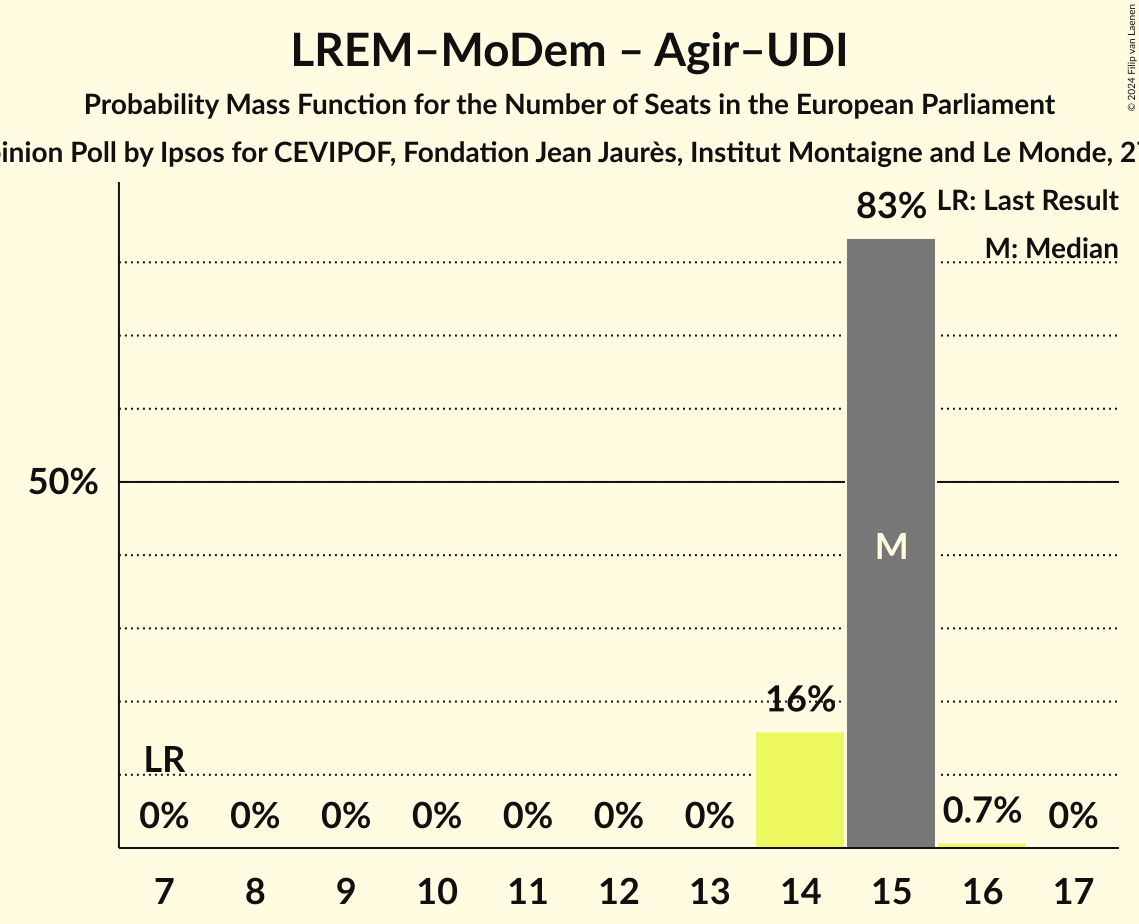 LREM–MoDem – Agir–UDI
Probability Mass Function for the Number of Seats in the European Parliament
Poll by Ipsos for CEVIPOF, Fondation Jean Jaurès, Institut Montaigne and Le Monde,
© 2024 Filip van Laenen
LR: Last Result
M: Median
83%
50%
M
16%
LR
0% 0% 0% 0% 0% 0% 0% 0.7% 0%
7 8 9 10 11 12 13 14 15 16 17